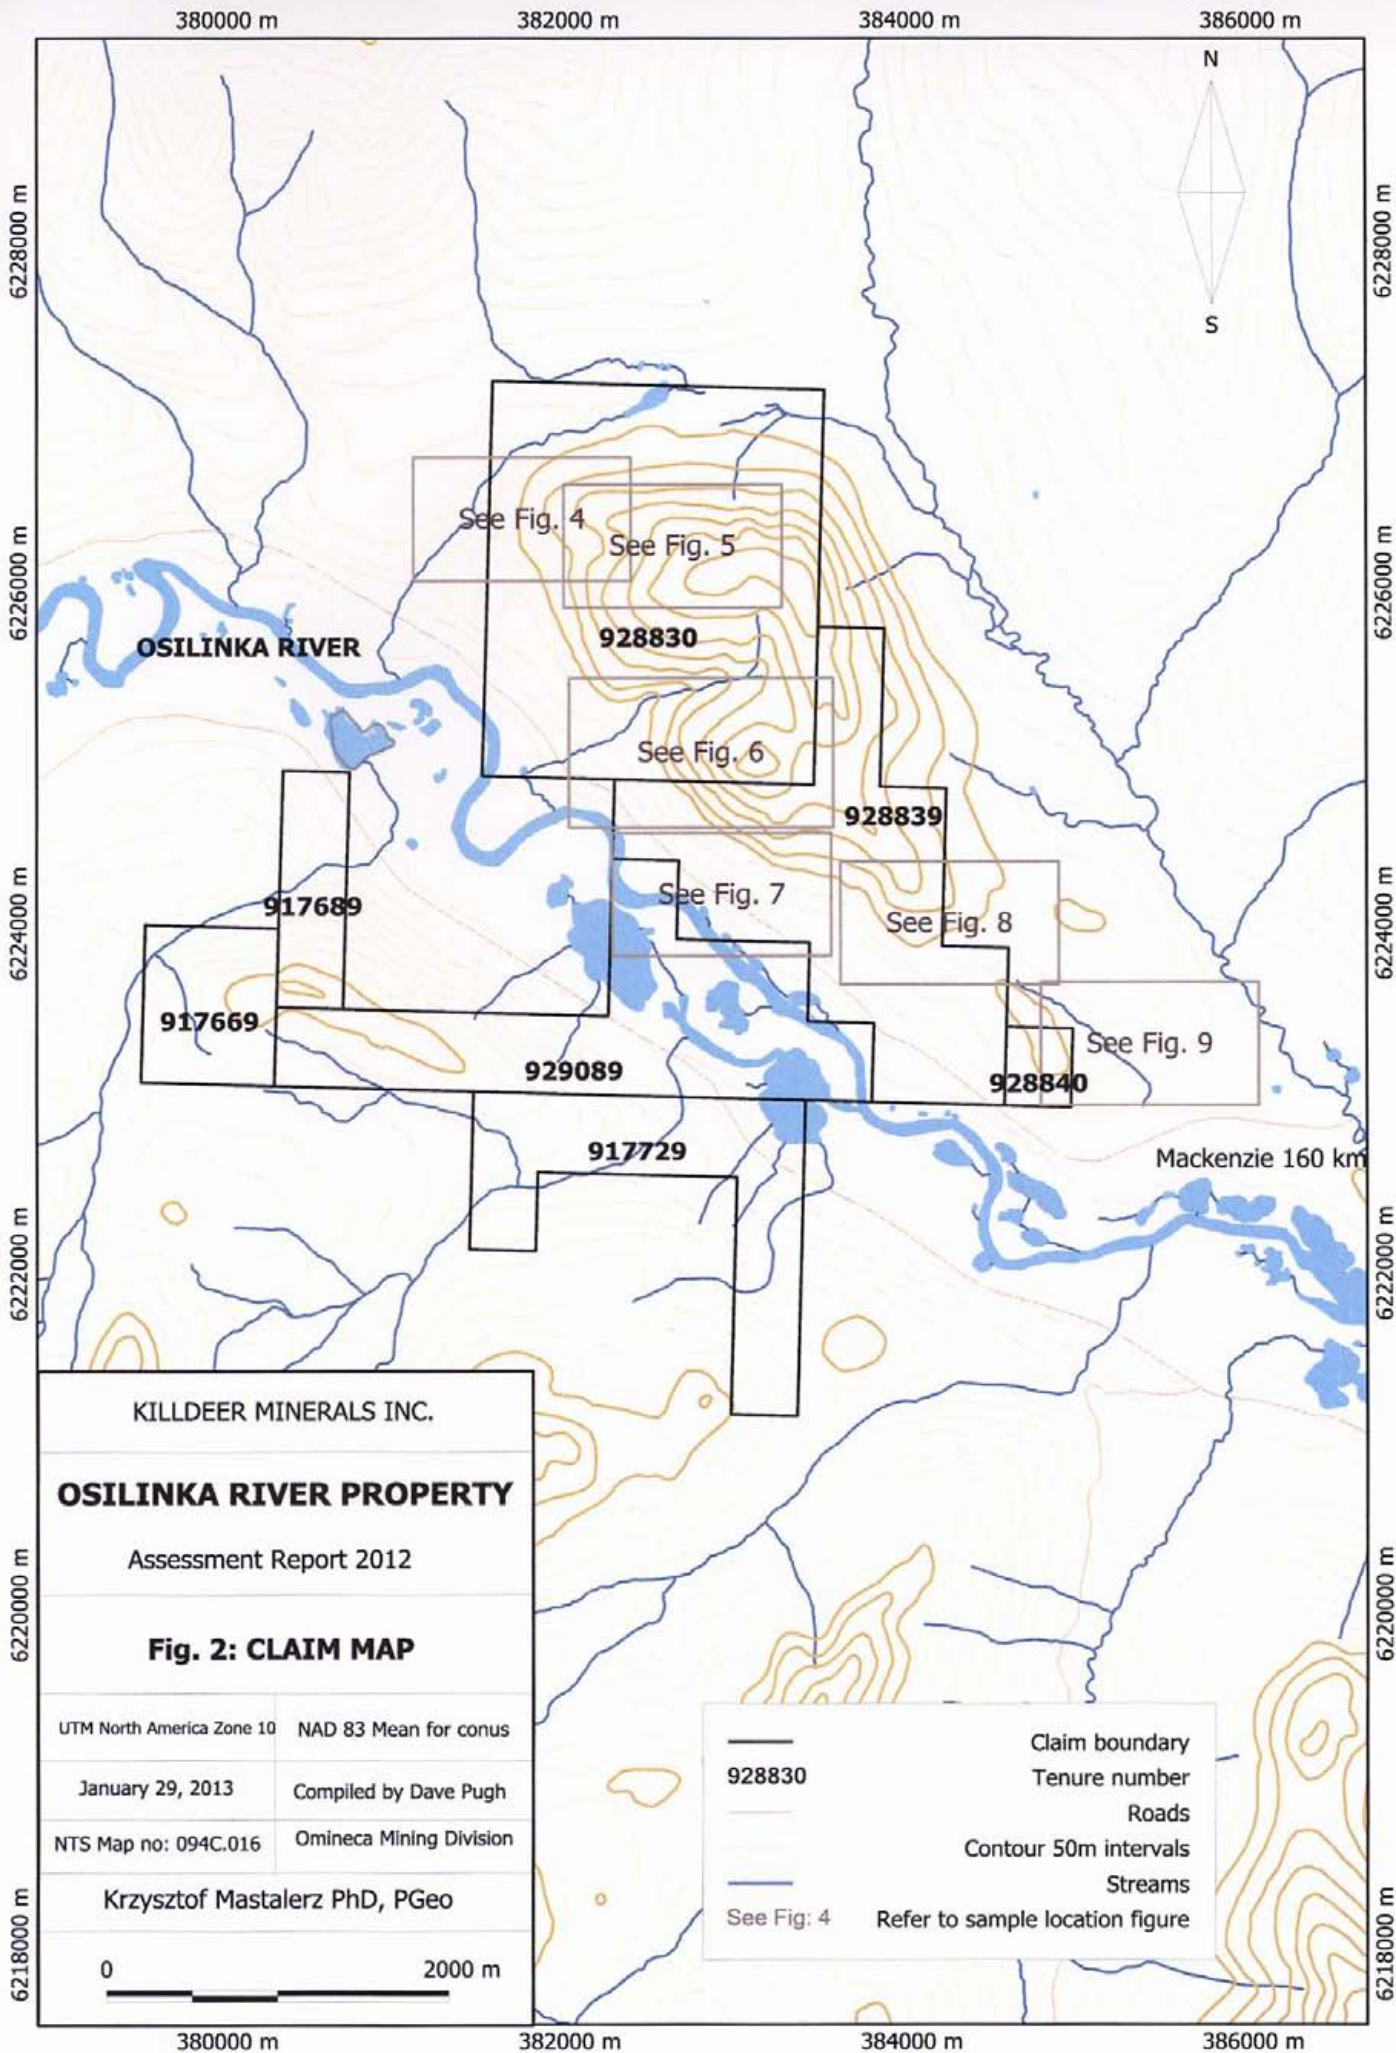 380000 m 382000 m 384000 m 386000 m
N
S
6228000 m 6228000 m
See Fig. 4
See Fig. 5
6226000 m 6226000 m
928830
OSILINKA RIVER
See Fig. 6
928839
See Fig. 7
917689
See Fig. 8
6224000 m 6224000 m
917669
See Fig. 9
929089
928840
917729
Mackenzie 160 km
6222000 m 6222000 m
KILLDEER MINERALS INC.
OSILINKA RIVER PROPERTY
Assessment Report 2012
6220000 m 6220000 m
Fig. 2: CLAIM MAP
UTM North America Zone 10 NAD 83 Mean for conus
January 29, 2013 Compiled by Dave Pugh
NTS Map no: 094C.016 Omineca Mining Division
Krzysztof Mastalerz PhD, PGeo
0 2000 m
Claim boundary
928830 Tenure number
Roads
Contour 50m intervals
Streams
See Fig: 4 Refer to sample location figure
6218000 m 6218000 m
380000 m 382000 m 384000 m 386000 m